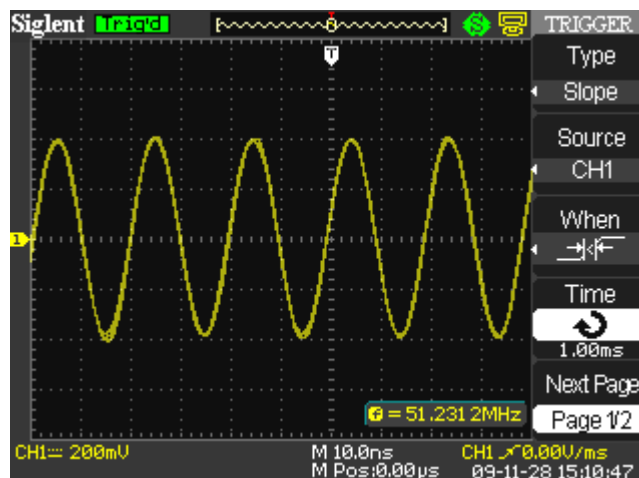 Siglent Trig'd TRIGGER
T
Type
Slope
Source
CH1
When
Time
1.00ms
Next Page
Page 1/2
1
f = 51.2312MHz
CH1 200mV M 10.0ns CH1 0.00V/ms
M Pos:0.00μs 09-11-28 15:10:47